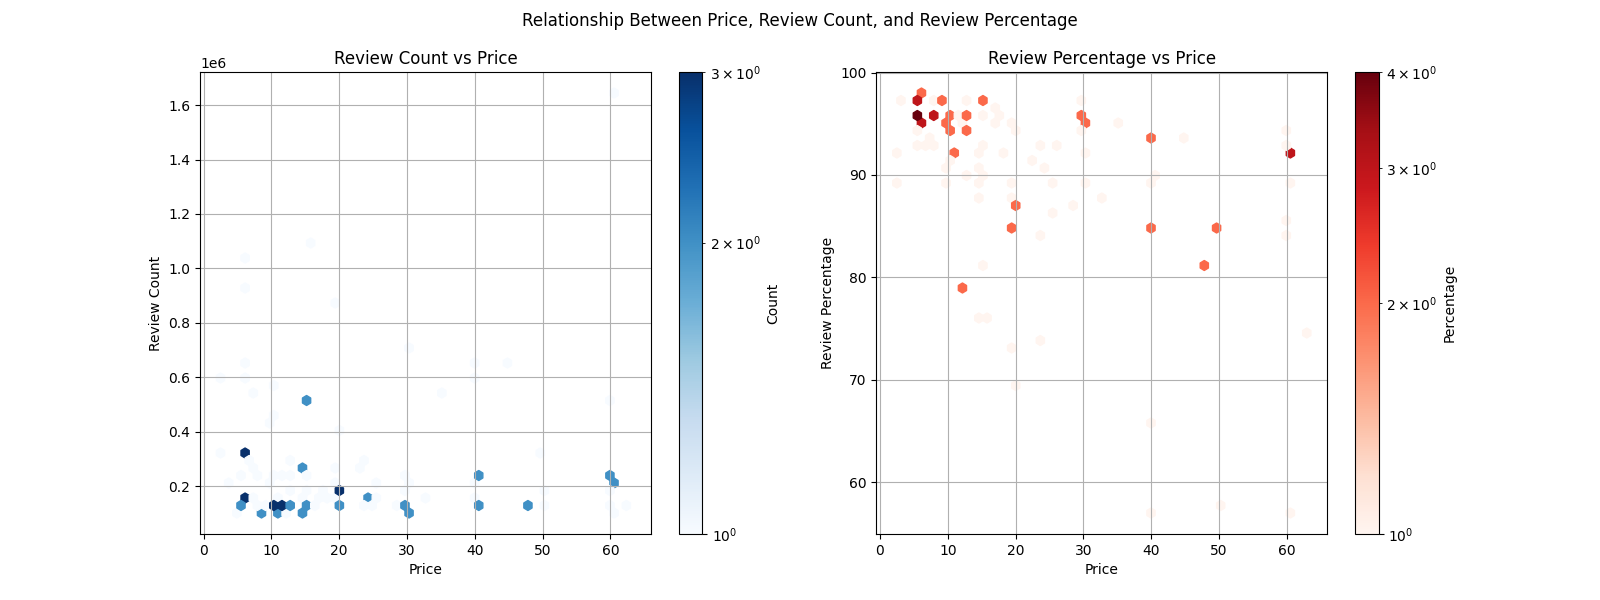 Relationship Between Price, Review Count, and Review Percentage
Review Count vs Price
1e6
1.6
1.4
1.2
1.0
0.8
0.6
0.4
0.2
Review Count
0 10 20 30 40 50 60
Price
3 × 10⁰
2 × 10⁰
10⁰
Count
Review Percentage vs Price
100
90
80
70
60
Review Percentage
0 10 20 30 40 50 60
Price
4 × 10⁰
3 × 10⁰
2 × 10⁰
10⁰
Percentage